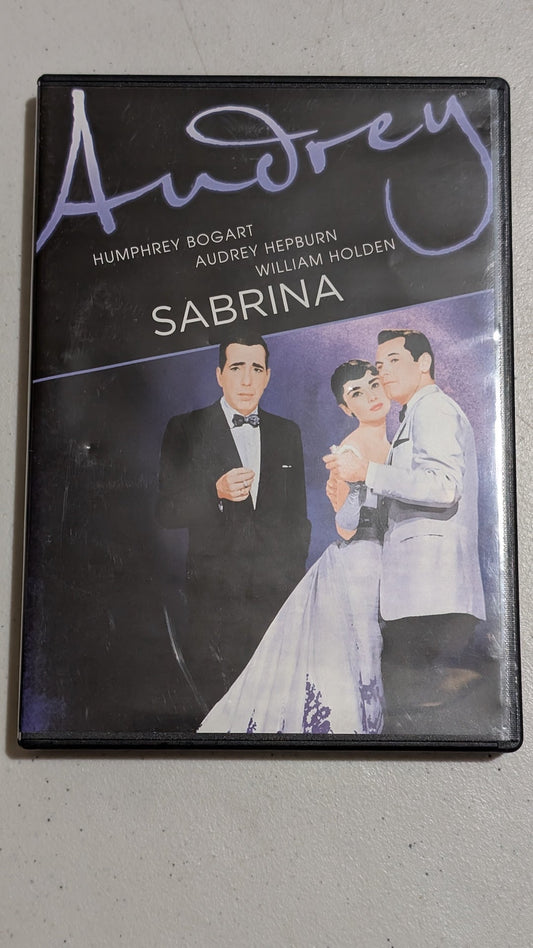 Audrey
HUMPHREY BOGART
AUDREY HEPBURN
WILLIAM HOLDEN
SABRINA